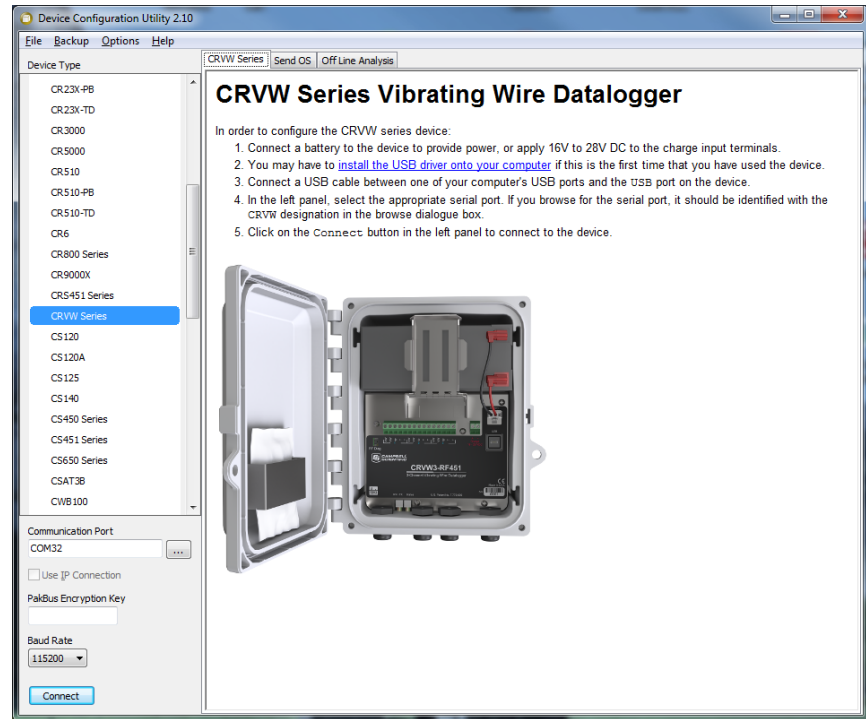 Device Configuration Utility 2.10
File Backup Options Help
Device Type
CR23X-PB
CR23X-TD
CR3000
CR5000
CR510
CR510-PB
CR510-TD
CR6
CR800 Series
CR9000X
CRS451 Series
CRVW Series
CS120
CS120A
CS125
CS140
CS450 Series
CS451 Series
CS650 Series
CSAT3B
CWB100
Communication Port
COM32
...
Use IP Connection
PakBus Encryption Key
Baud Rate
115200
Connect
CRVW Series Send OS Off Line Analysis
CRVW Series Vibrating Wire Datalogger
In order to configure the CRVW series device:
1. Connect a battery to the device to provide power, or apply 16V to 28V DC to the charge input terminals.
2. You may have to install the USB driver onto your computer if this is the first time that you have used the device.
3. Connect a USB cable between one of your computer's USB ports and the USB port on the device.
4. In the left panel, select the appropriate serial port. If you browse for the serial port, it should be identified with the
CRVW designation in the browse dialogue box.
5. Click on the Connect button in the left panel to connect to the device.
CAMPBELL
SCIENTIFIC
CRVW3-RF451